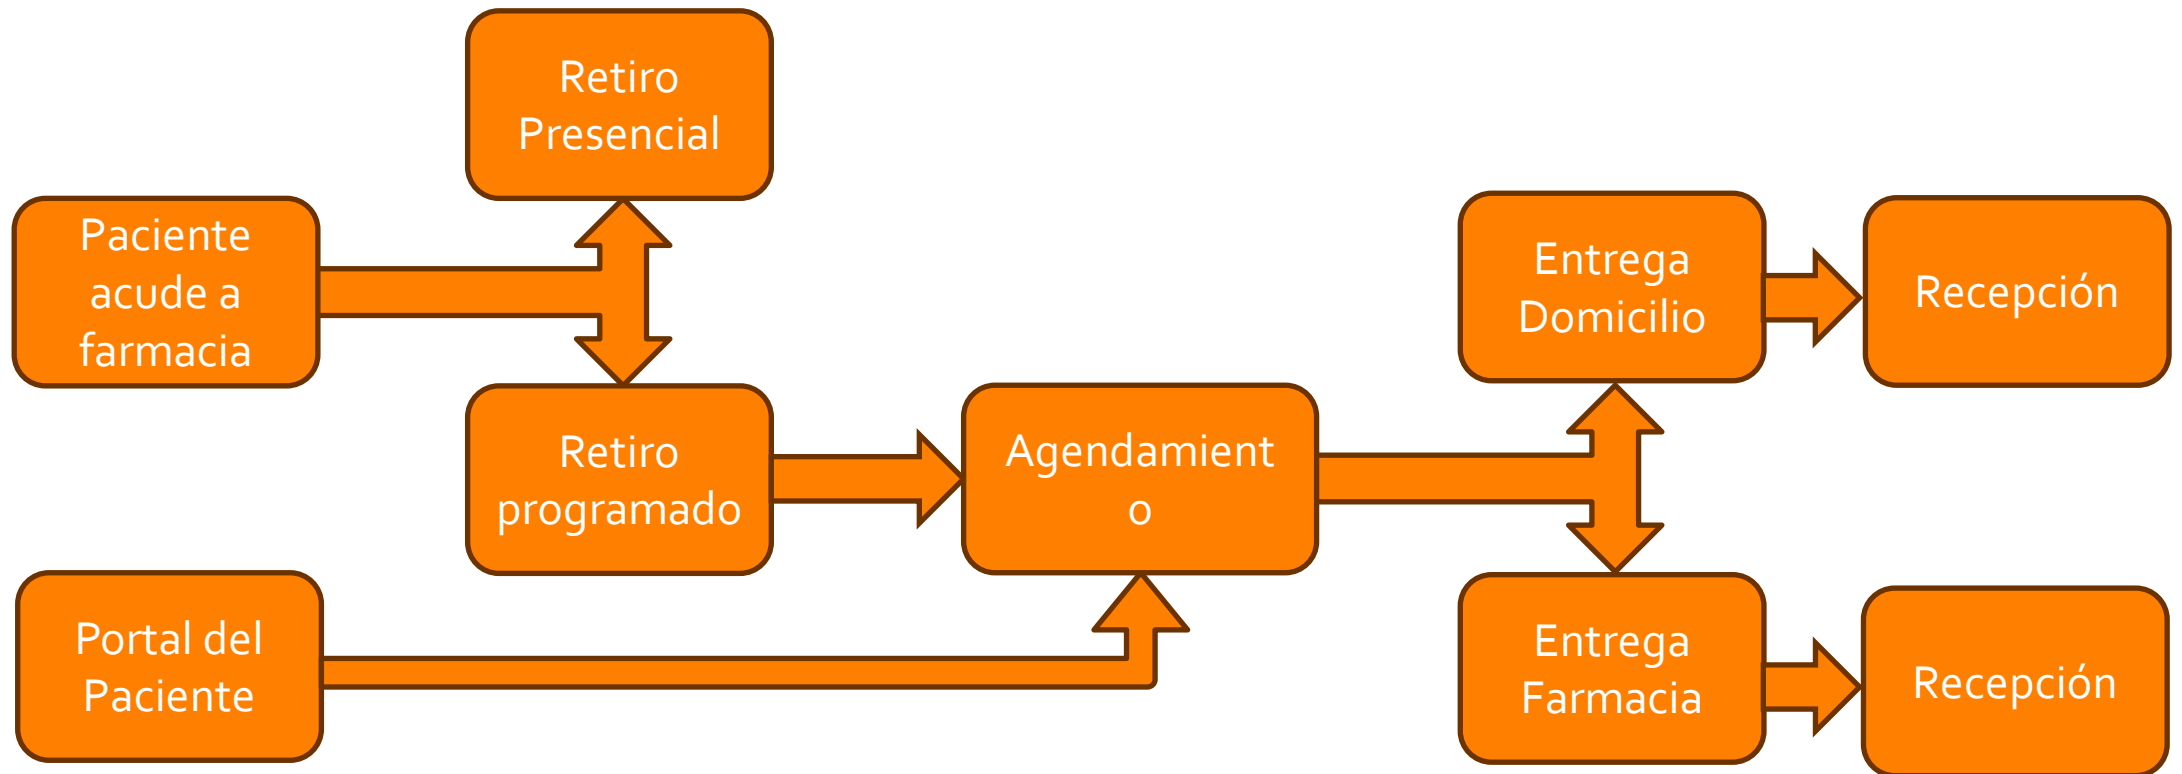 Retiro
Presencial
Paciente
acude a
farmacia
Entrega
Domicilio
Recepción
Retiro
programado
Agendamient
o
Portal del
Paciente
Entrega
Farmacia
Recepción